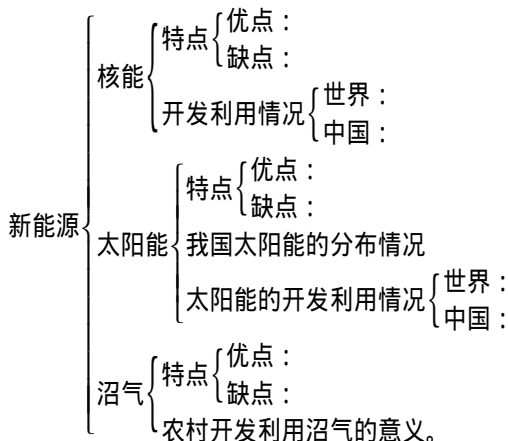 新能源
核能
特点
优点：
缺点：
开发利用情况
世界：
中国：
太阳能
特点
优点：
缺点：
我国太阳能的分布情况
太阳能的开发利用情况
世界：
中国：
沼气
特点
优点：
缺点：
农村开发利用沼气的意义。